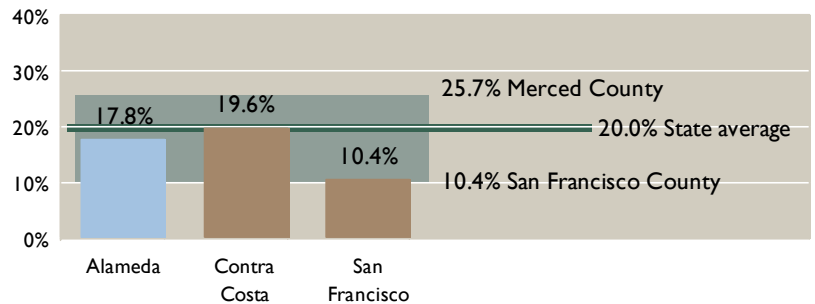 40%
30%
25.7% Merced County
19.6%
17.8%
20%
20.0% State average
10.4%
10%
10.4% San Francisco County
0%
Alameda
Contra
Costa
San
Francisco